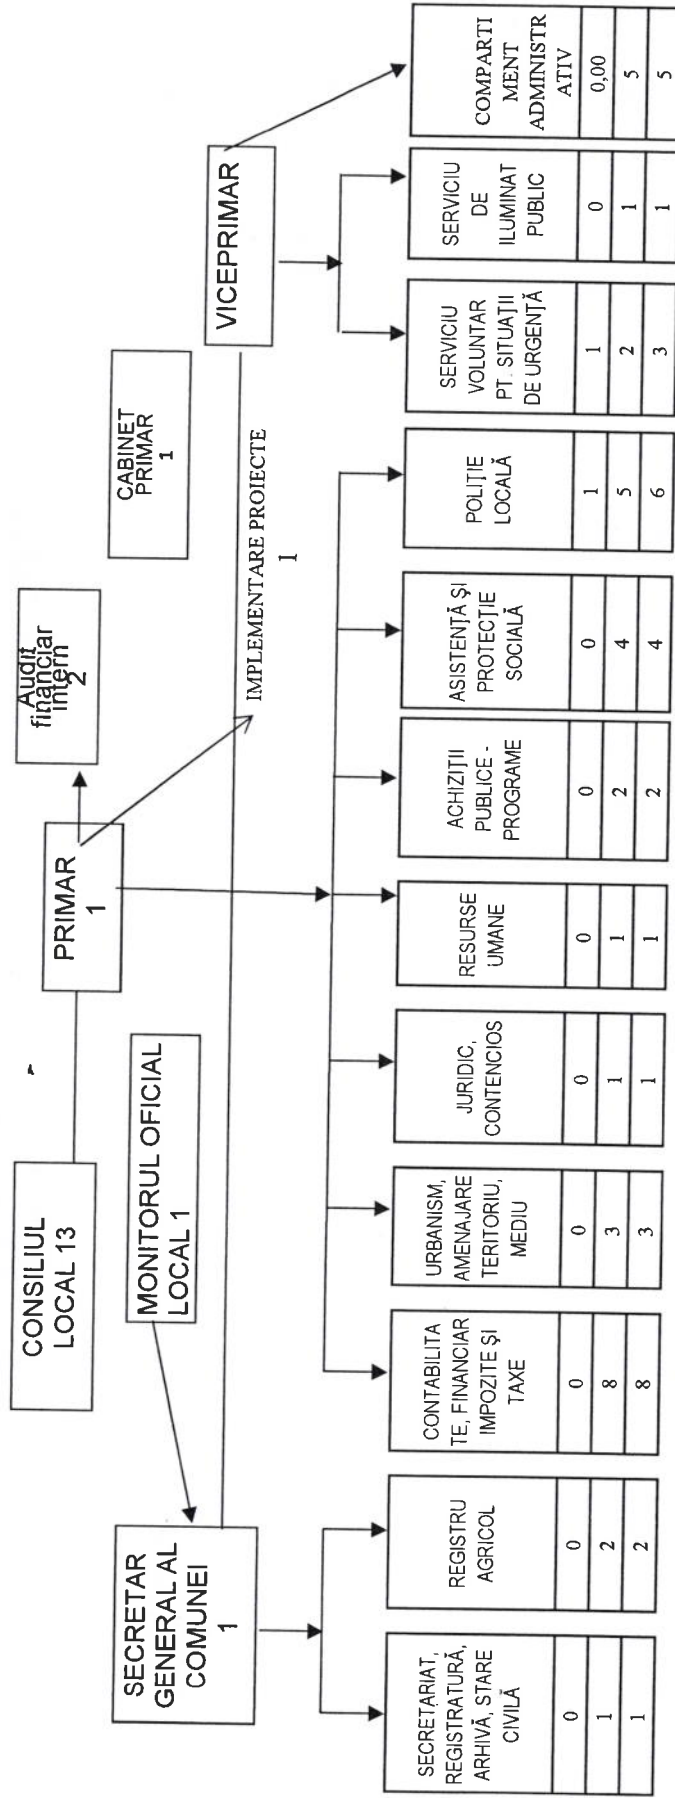 CONSILIUL
LOCAL 13
PRIMAR
1
Audit
financiar
intern
2
CABINET
PRIMAR
1
MONITORUL OFICIAL
LOCAL 1
SECRETAR
GENERAL AL
COMUNEI
1
VICEPRIMAR
IMPLEMENTARE PROIECTE
1
SECRETARIAT,
REGISTRATURĂ,
ARHIVĂ, STARE
CIVILĂ
0
1
1
REGISTRU
AGRICOL
0
2
2
CONTABILITA
TE, FINANCIAR
IMPOZITE ȘI
TAXE
0
8
8
URBANISM,
AMENAJARE
TERITORIU,
MEDIU
0
3
3
JURIDIC,
CONTENCIOS
0
1
1
RESURSE
UMANE
0
1
1
ACHIZIȚII
PUBLICE -
PROGRAME
0
2
2
ASISTENȚĂ ȘI
PROTECȚIE
SOCIALĂ
0
4
4
POLIȚIE
LOCALĂ
1
5
6
SERVICIU
VOLUNTAR
PT. SITUAȚII
DE URGENȚĂ
1
2
3
SERVICIU
DE
ILUMINAT
PUBLIC
0
1
1
COMPARTI
MENT
ADMINISTR
ATIV
0,00
5
5